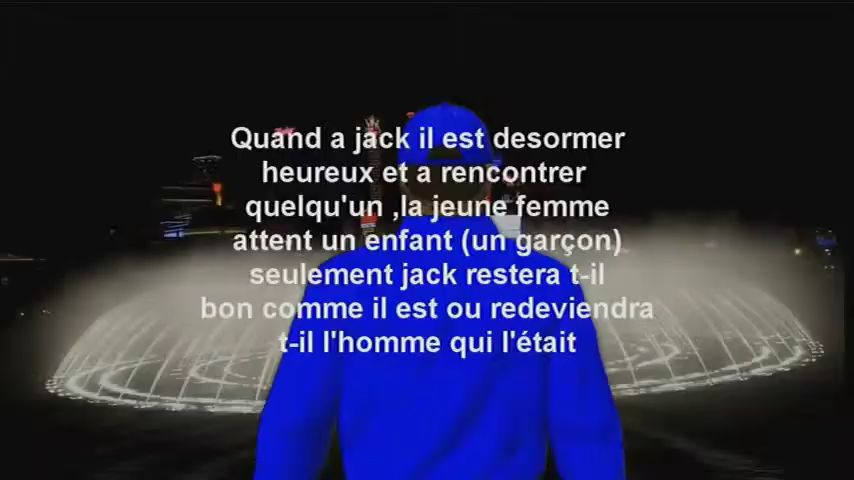 Quand a jack il est desormer
heureux et a rencontrer
quelqu'un ,la jeune femme
attent un enfant (un garçon)
seulement jack restera t-il
bon comme il est ou redeviendra
t-il l'homme qui l'était